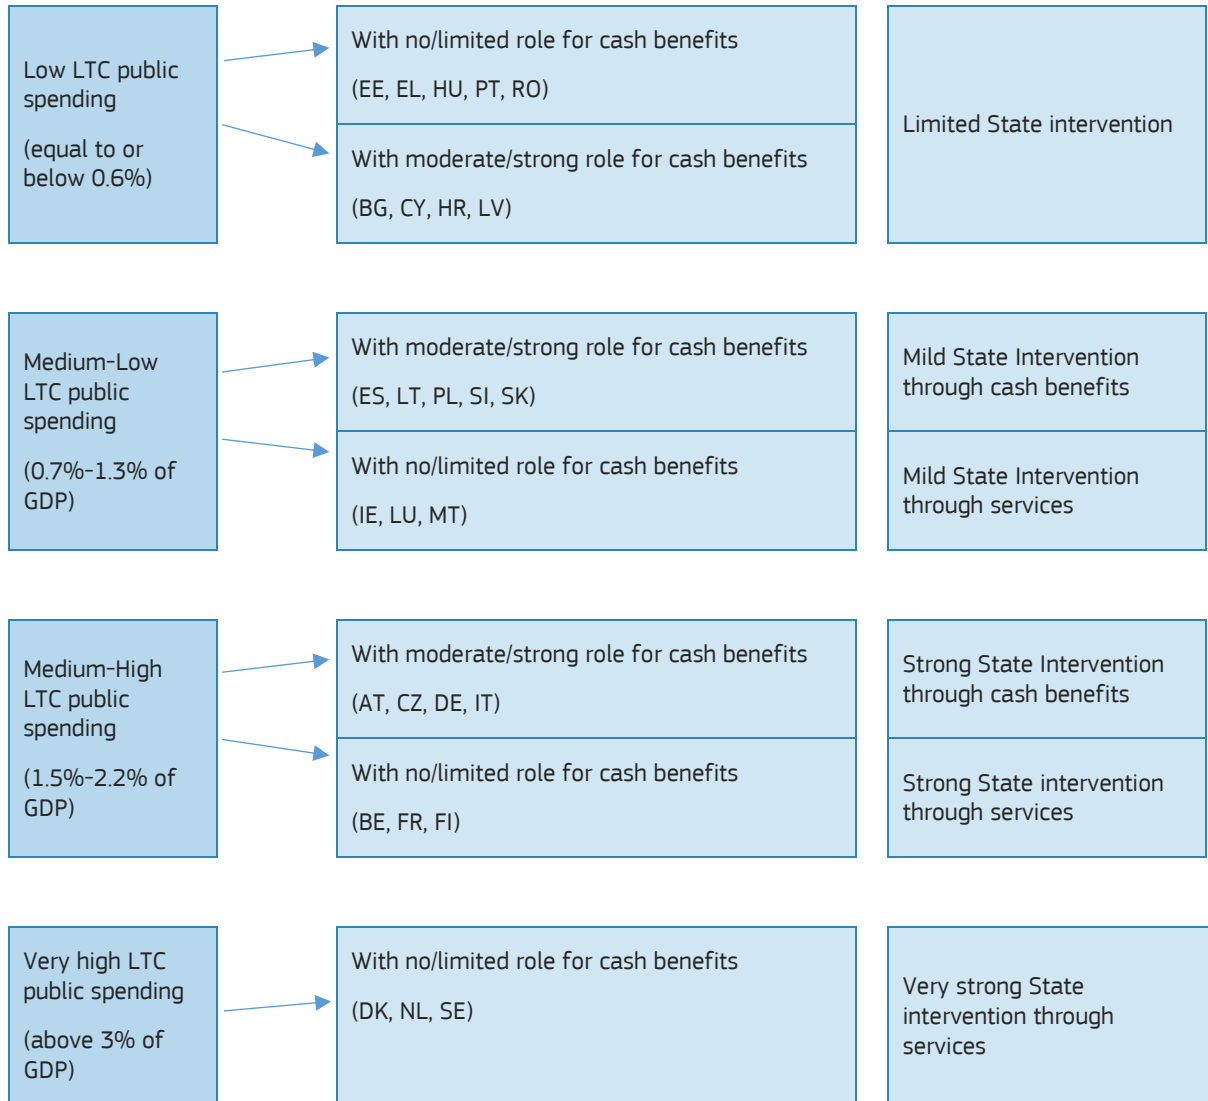 Low LTC public
spending
(equal to or
below 0.6%)
With no/limited role for cash benefits
(EE, EL, HU, PT, RO)
With moderate/strong role for cash benefits
(BG, CY, HR, LV)
Limited State intervention
Medium-Low
LTC public
spending
(0.7%-1.3% of
GDP)
With moderate/strong role for cash benefits
(ES, LT, PL, SI, SK)
With no/limited role for cash benefits
(IE, LU, MT)
Mild State Intervention
through cash benefits
Mild State Intervention
through services
Medium-High
LTC public
spending
(1.5%-2.2% of
GDP)
With moderate/strong role for cash benefits
(AT, CZ, DE, IT)
With no/limited role for cash benefits
(BE, FR, FI)
Strong State Intervention
through cash benefits
Strong State intervention
through services
Very high LTC
public spending
(above 3% of
GDP)
With no/limited role for cash benefits
(DK, NL, SE)
Very strong State
intervention through
services